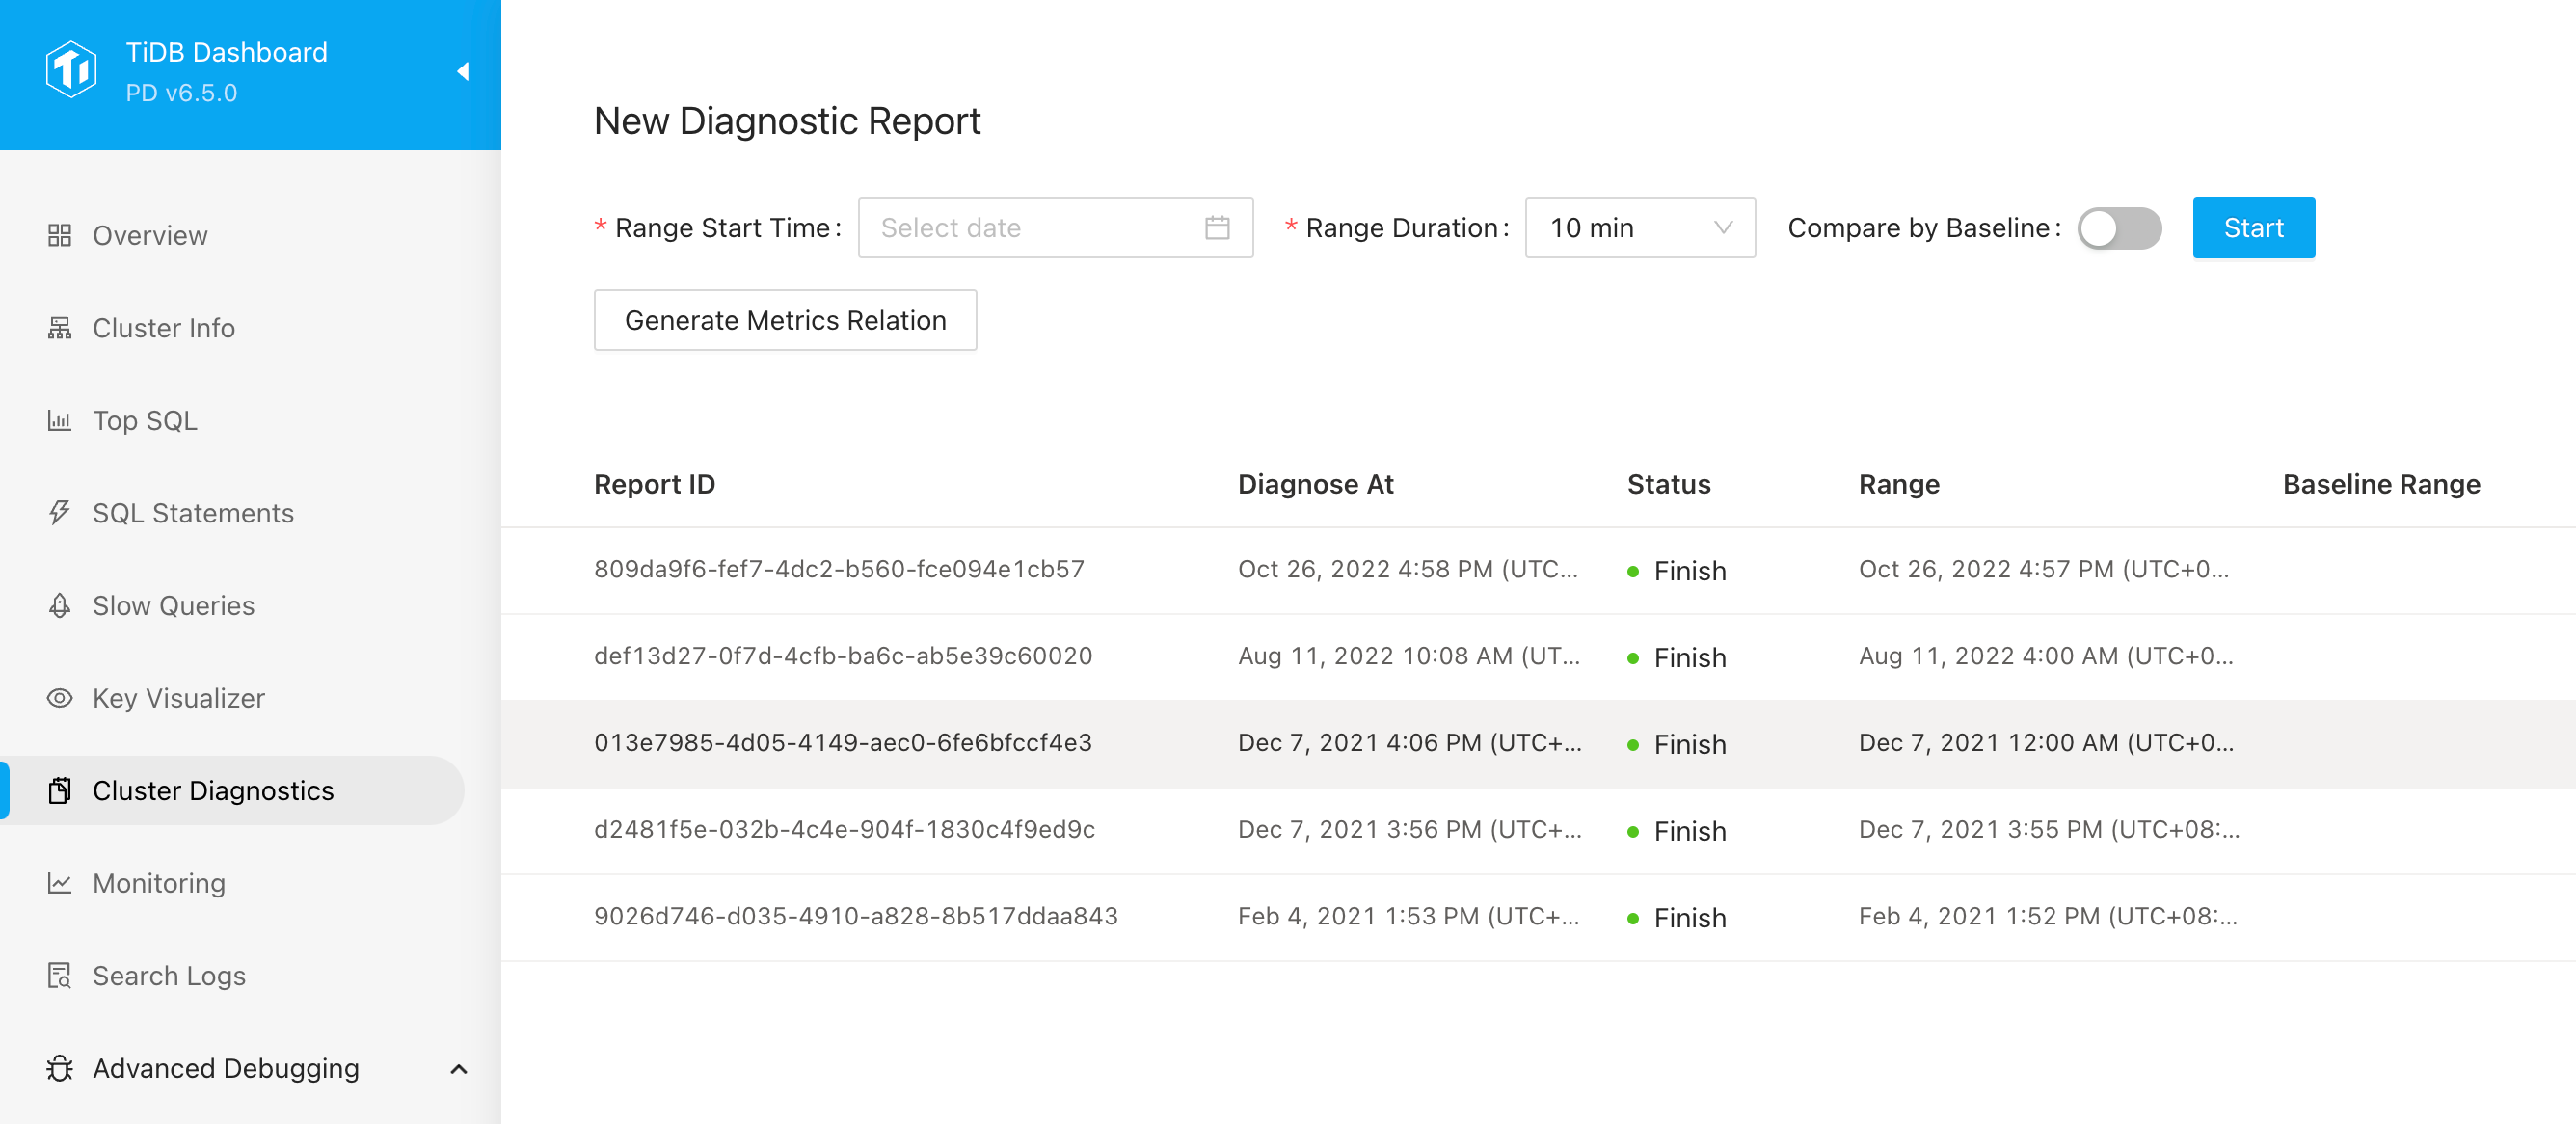 TiDB Dashboard
PD v6.5.0
Overview
Cluster Info
Top SQL
SQL Statements
Slow Queries
Key Visualizer
Cluster Diagnostics
Monitoring
Search Logs
Advanced Debugging
New Diagnostic Report
* Range Start Time: Select date * Range Duration: 10 min Compare by Baseline: Start
Generate Metrics Relation
Report ID Diagnose At Status Range Baseline Range
809da9f6-fef7-4dc2-b560-fce094e1cb57 Oct 26, 2022 4:58 PM (UTC... Finish Oct 26, 2022 4:57 PM (UTC+0...
def13d27-0f7d-4cfb-ba6c-ab5e39c60020 Aug 11, 2022 10:08 AM (UT... Finish Aug 11, 2022 4:00 AM (UTC+0...
013e7985-4d05-4149-aec0-6fe6bfccf4e3 Dec 7, 2021 4:06 PM (UTC+... Finish Dec 7, 2021 12:00 AM (UTC+0...
d2481f5e-032b-4c4e-904f-1830c4f9ed9c Dec 7, 2021 3:56 PM (UTC+... Finish Dec 7, 2021 3:55 PM (UTC+08:...
9026d746-d035-4910-a828-8b517ddaa843 Feb 4, 2021 1:53 PM (UTC+... Finish Feb 4, 2021 1:52 PM (UTC+08:...